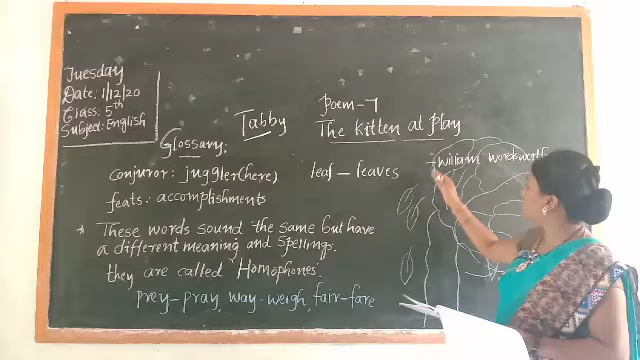 Tuesday
Date: 1/12/20
Class: 5th
Subject: English
Poem-7
Tabby
The kitten at play
-William Wordsworth
Glossary:
conjuror: juggler(here)
leaf - leaves
feats: accomplishments
* These words sound the same but have
a different meaning and spellings.
they are called Homophones.
prey-pray, way-weigh, fair-fare